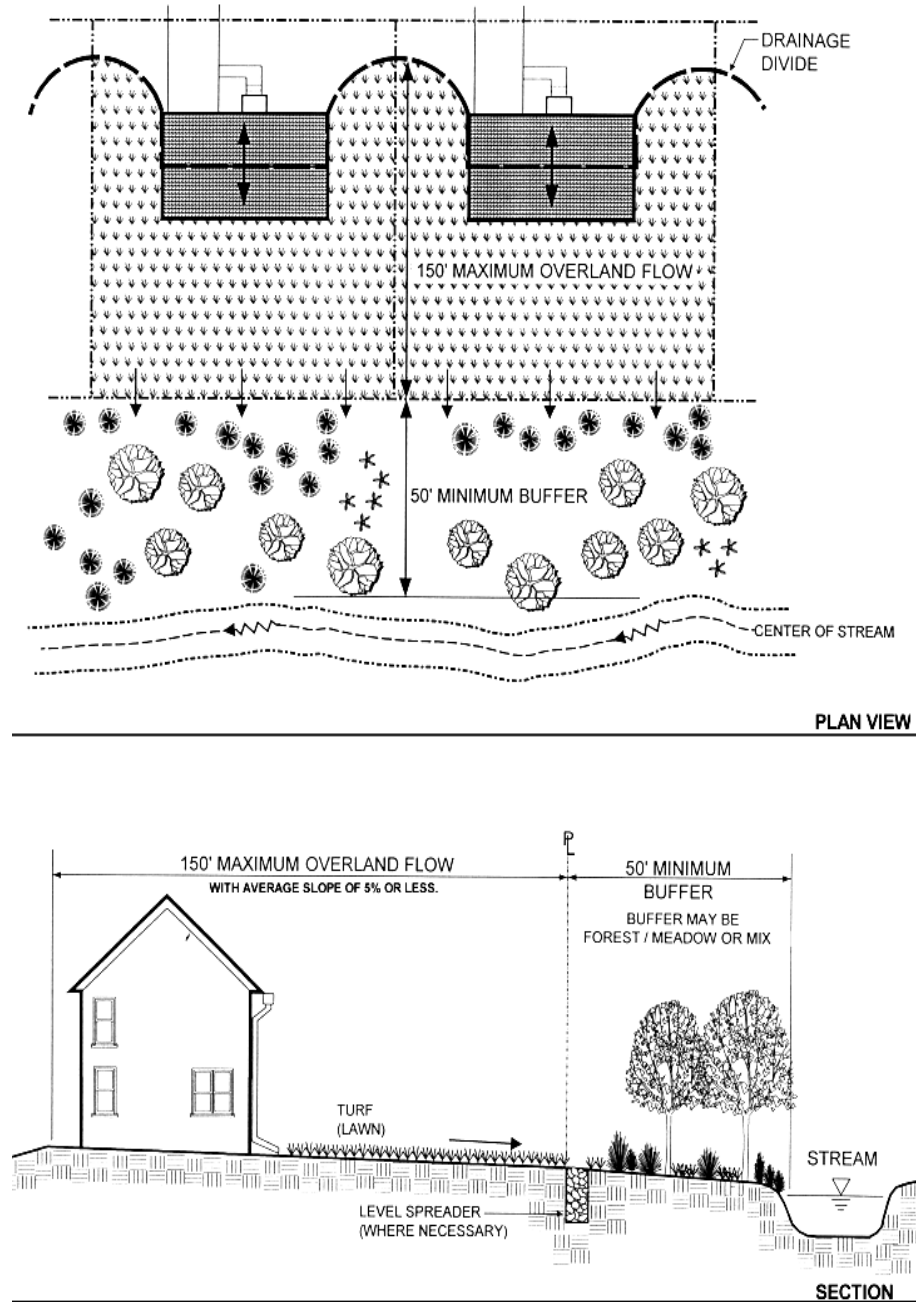 DRAINAGE
DIVIDE
150' MAXIMUM OVERLAND FLOW
50' MINIMUM BUFFER
CENTER OF STREAM
PLAN VIEW
PL
150' MAXIMUM OVERLAND FLOW
WITH AVERAGE SLOPE OF 5% OR LESS.
50' MINIMUM
BUFFER
BUFFER MAY BE
FOREST / MEADOW OR MIX
TURF
(LAWN)
STREAM
LEVEL SPREADER
(WHERE NECESSARY)
SECTION